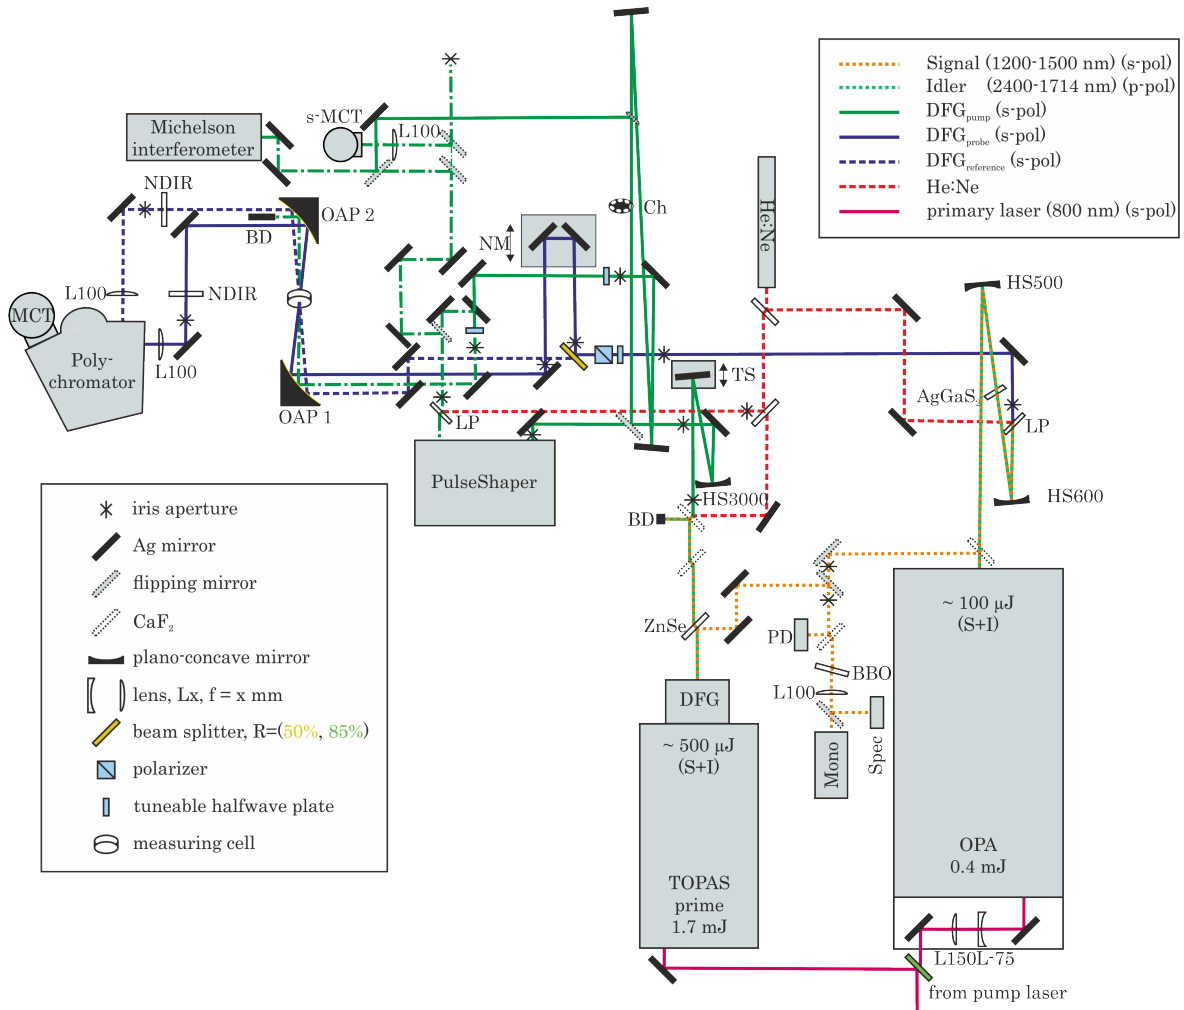 Signal (1200-1500 nm) (s-pol)
Idler (2400-1714 nm) (p-pol)
DFGpump (s-pol)
DFGprobe (s-pol)
DFGreference (s-pol)
He:Ne
primary laser (800 nm) (s-pol)
s-MCT
L100
Michelson
interferometer
NDIR
OAP 2
BD
Ch
He:Ne
NM
HS500
L100
NDIR
MCT
Poly-
chromator
L100
OAP 1
TS
AgGaS2
LP
LP
PulseShaper
HS3000
HS600
BD
iris aperture
Ag mirror
flipping mirror
CaF2
plano-concave mirror
lens, Lx, f = x mm
beam splitter, R=(50%, 85%)
polarizer
tuneable halfwave plate
measuring cell
ZnSe
PD
BBO
L100
DFG
Mono
Spec
~ 100 µJ
(S+I)
~ 500 µJ
(S+I)
OPA
0.4 mJ
TOPAS
prime
1.7 mJ
L150L-75
from pump laser